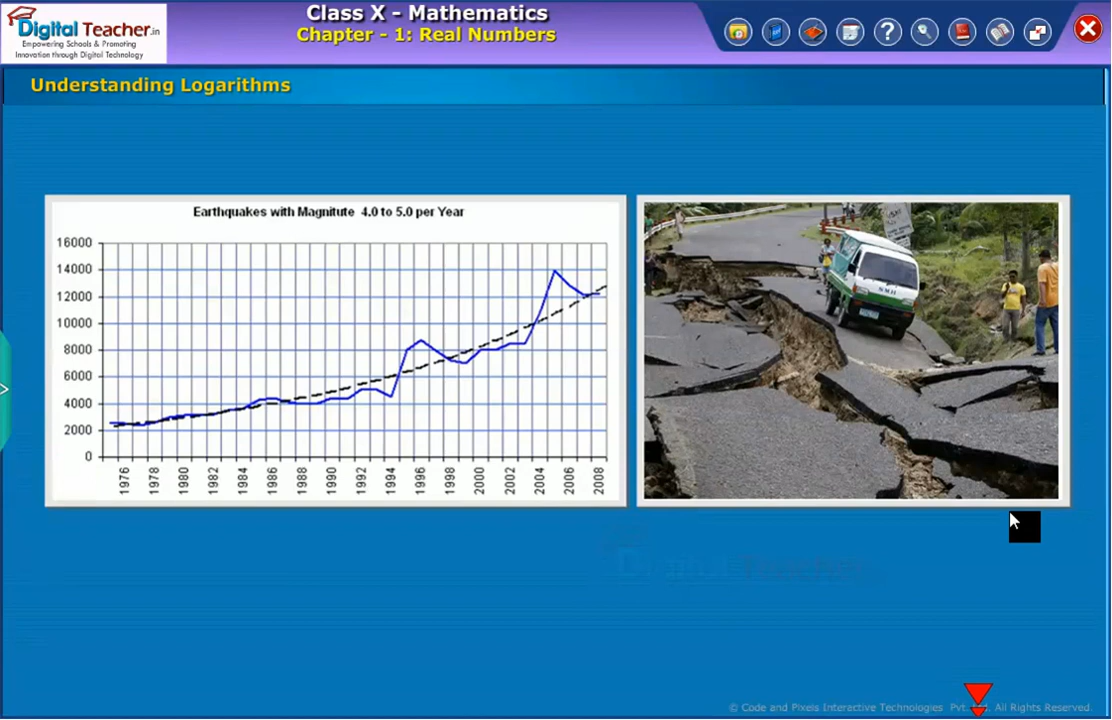 Digital Teacher.in
Empowering Schools & Promoting
Innovation through Digital Technology
Class X - Mathematics
Chapter - 1: Real Numbers
?
Understanding Logarithms
Earthquakes with Magnitute 4.0 to 5.0 per Year
16000
14000
12000
10000
8000
6000
4000
2000
0
1976 1978 1980 1982 1984 1986 1988 1990 1992 1994 1996 1998 2000 2002 2004 2006 2008
Digital Teacher
© Code and Pixels Interactive Technologies Pvt. All Rights Reserved.